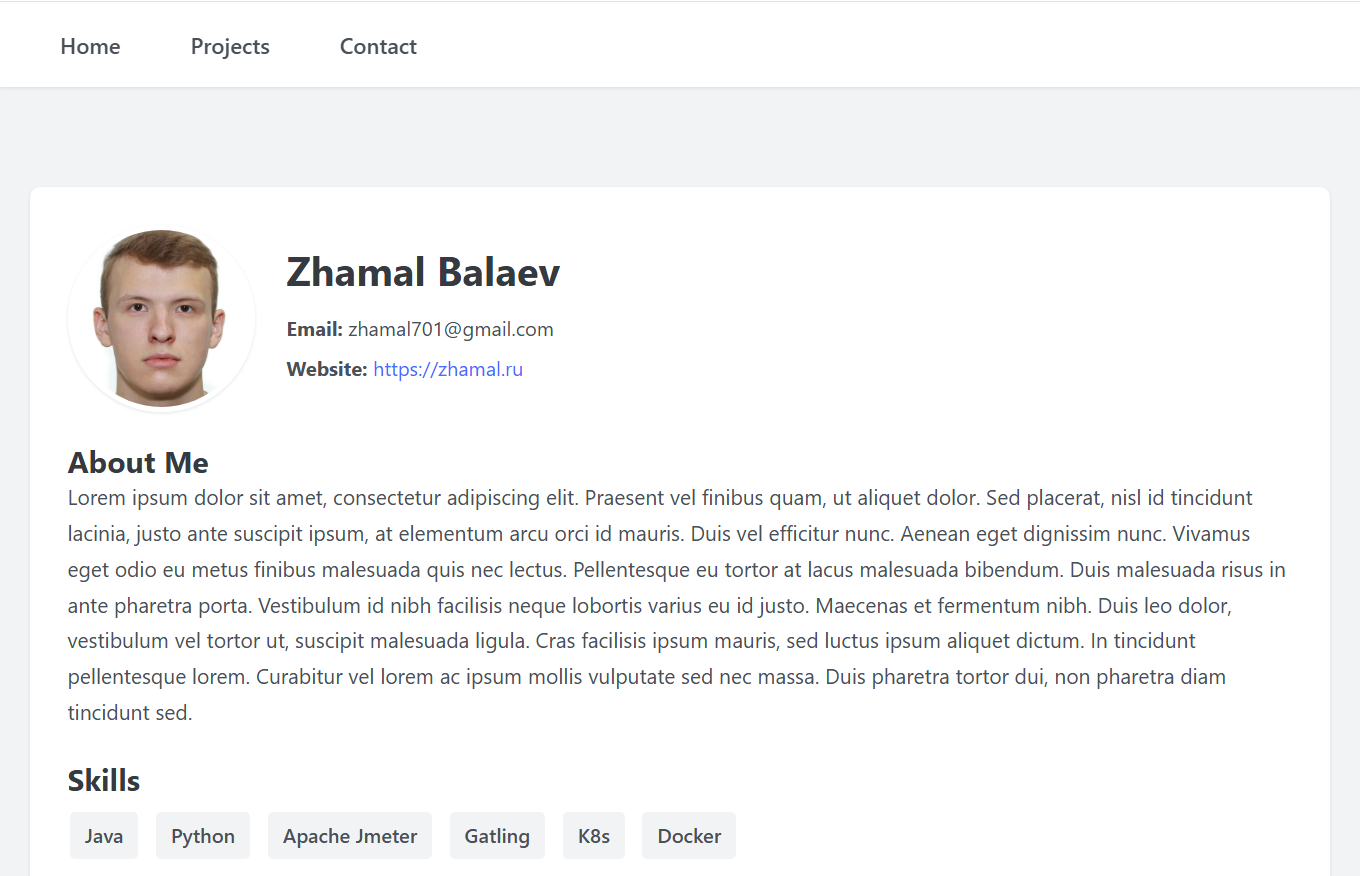 Home Projects Contact
Zhamal Balaev
Email: zhamal701@gmail.com
Website: https://zhamal.ru
About Me
Lorem ipsum dolor sit amet, consectetur adipiscing elit. Praesent vel finibus quam, ut aliquet dolor. Sed placerat, nisl id tincidunt
lacinia, justo ante suscipit ipsum, at elementum arcu orci id mauris. Duis vel efficitur nunc. Aenean eget dignissim nunc. Vivamus
eget odio eu metus finibus malesuada quis nec lectus. Pellentesque eu tortor at lacus malesuada bibendum. Duis malesuada risus in
ante pharetra porta. Vestibulum id nibh facilisis neque lobortis varius eu id justo. Maecenas et fermentum nibh. Duis leo dolor,
vestibulum vel tortor ut, suscipit malesuada ligula. Cras facilisis ipsum mauris, sed luctus ipsum aliquet dictum. In tincidunt
pellentesque lorem. Curabitur vel lorem ac ipsum mollis vulputate sed nec massa. Duis pharetra tortor dui, non pharetra diam
tincidunt sed.
Skills
Java Python Apache Jmeter Gatling K8s Docker